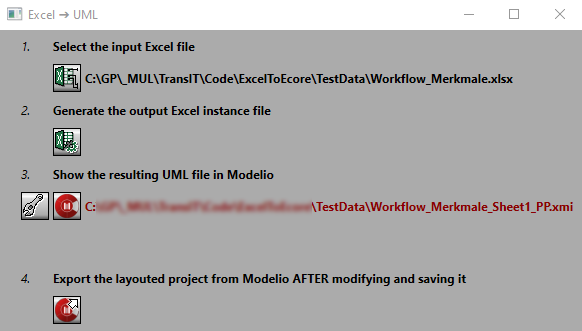 Excel → UML
1. Select the input Excel file
C:\GP\_MUL\TransIT\Code\ExcelToEcore\TestData\Workflow_Merkmale.xlsx
2. Generate the output Excel instance file
3. Show the resulting UML file in Modelio
C:\TestData\Workflow_Merkmale_Sheet1_PP.xmi
4. Export the layouted project from Modelio AFTER modifying and saving it